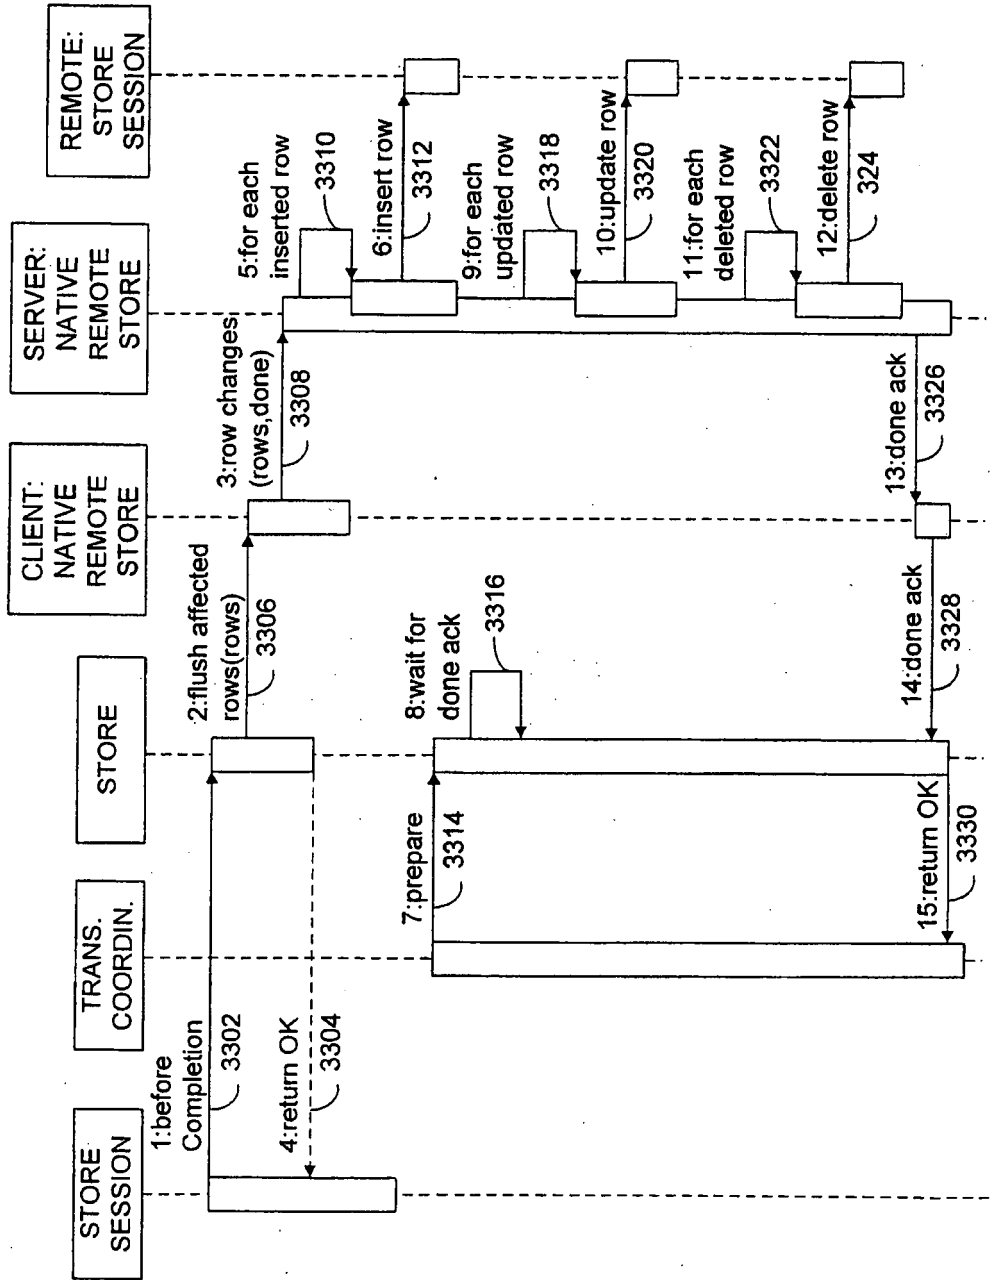 STORE
SESSION
TRANS.
COORDIN.
STORE
CLIENT:
NATIVE
REMOTE
STORE
SERVER:
NATIVE
REMOTE
STORE
REMOTE:
STORE
SESSION
1:before
Completion
3302
2:flush affected
rows(rows)
3306
3:row changes
(rows,done)
3308
4:return OK
3304
5:for each
inserted row
3310
6:insert row
3312
7:prepare
3314
8:wait for
done ack
3316
9:for each
updated row
3318
10:update row
3320
11:for each
deleted row
3322
12:delete row
324
13:done ack
3326
14:done ack
3328
15:return OK
3330